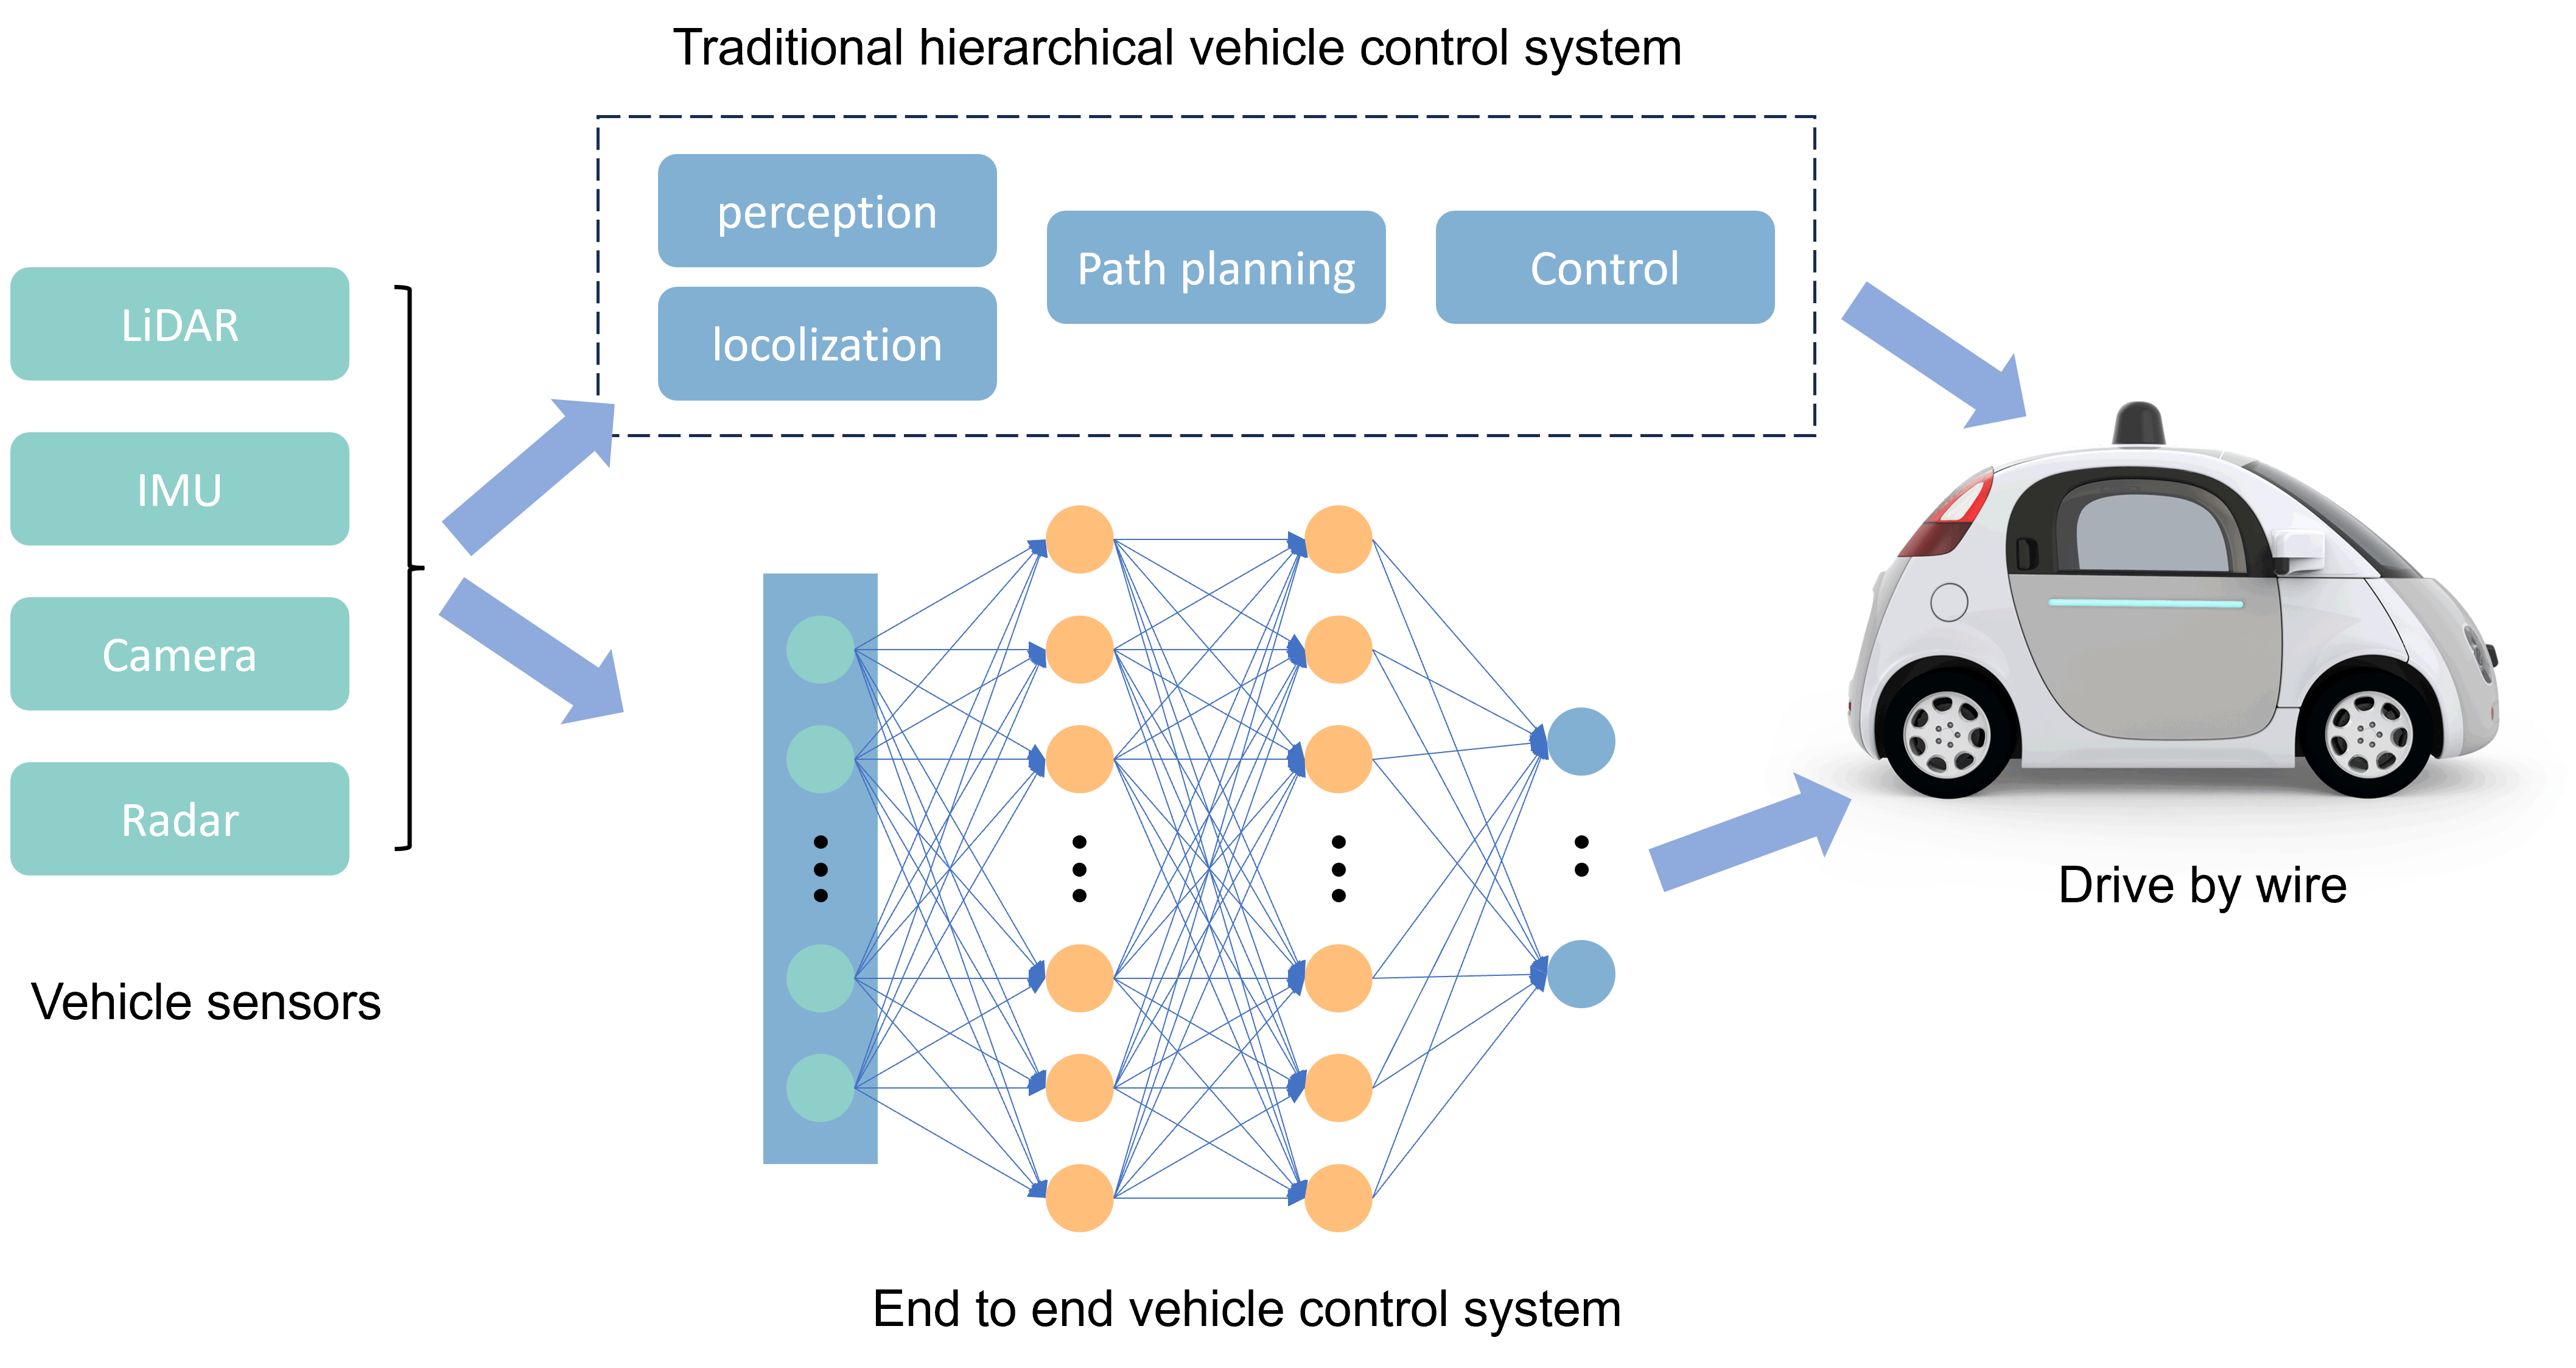 Traditional hierarchical vehicle control system
perception
locolization
Path planning
Control
LiDAR
IMU
Camera
Radar
Vehicle sensors
Drive by wire
End to end vehicle control system